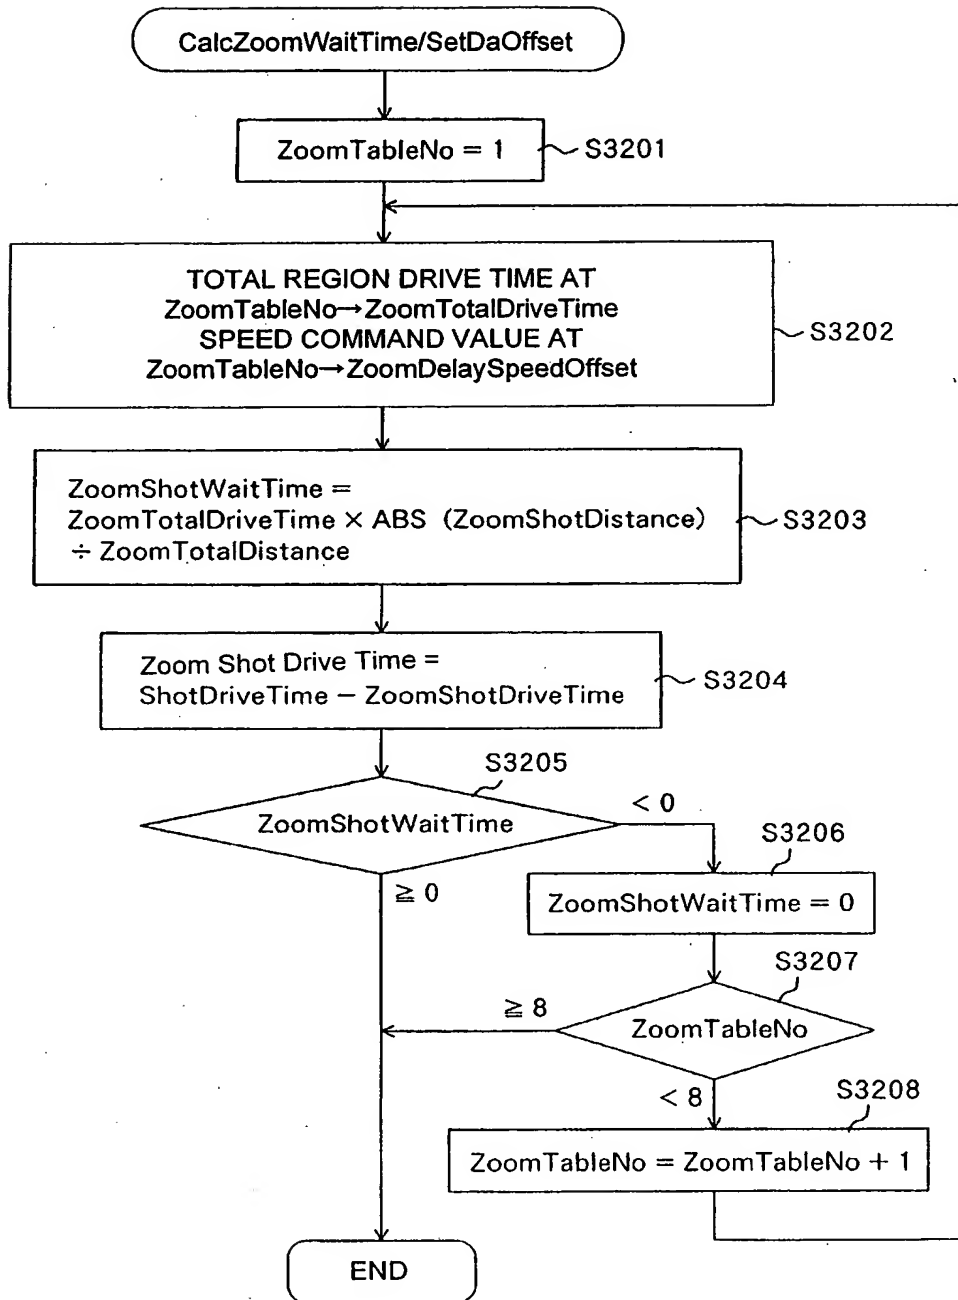 CalcZoomWaitTime/SetDaOffset
ZoomTableNo = 1
S3201
TOTAL REGION DRIVE TIME AT
ZoomTableNo→ZoomTotalDriveTime
SPEED COMMAND VALUE AT
ZoomTableNo→ZoomDelaySpeedOffset
S3202
ZoomShotWaitTime =
ZoomTotalDriveTime × ABS (ZoomShotDistance)
÷ ZoomTotalDistance
S3203
Zoom Shot Drive Time =
ShotDriveTime − ZoomShotDriveTime
S3204
S3205
ZoomShotWaitTime
< 0
≧ 0
S3206
ZoomShotWaitTime = 0
S3207
ZoomTableNo
≧ 8
< 8
S3208
ZoomTableNo = ZoomTableNo + 1
END